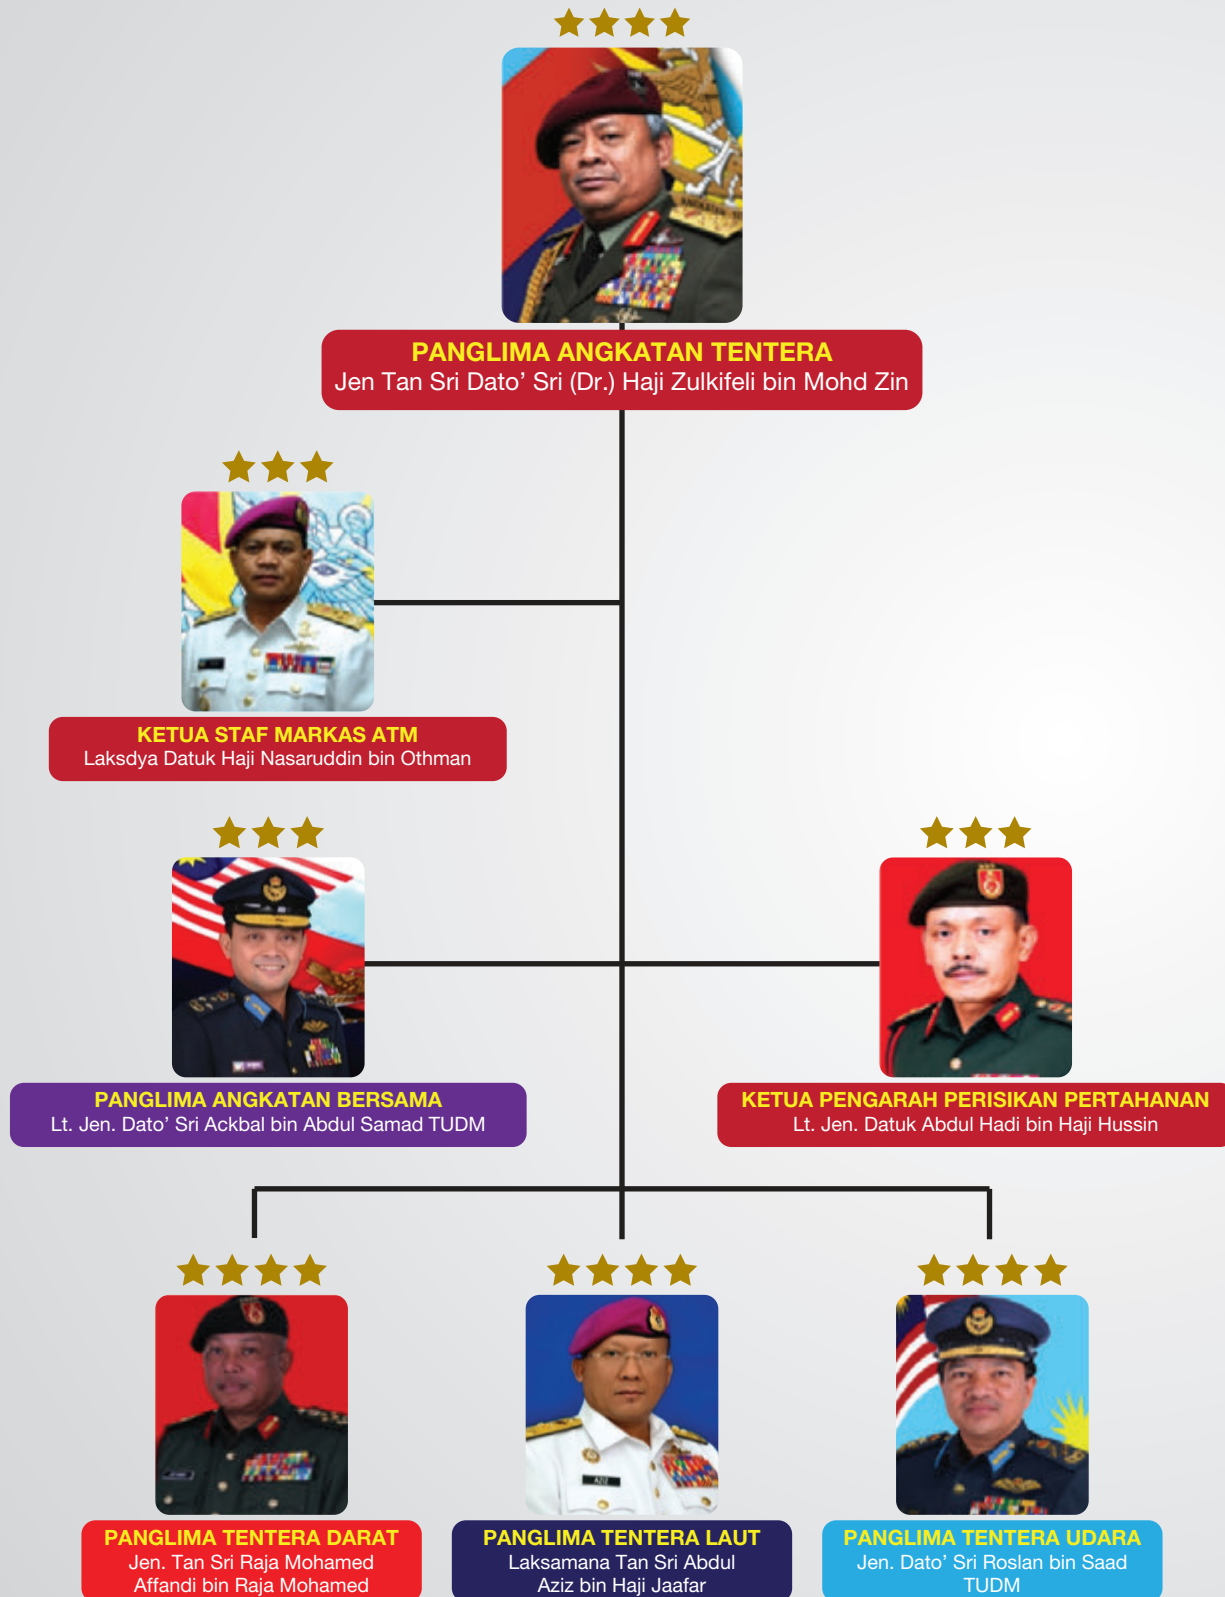 PANGLIMA ANGKATAN TENTERA
Jen Tan Sri Dato’ Sri (Dr.) Haji Zulkifeli bin Mohd Zin
KETUA STAF MARKAS ATM
Laksdya Datuk Haji Nasaruddin bin Othman
PANGLIMA ANGKATAN BERSAMA
Lt. Jen. Dato’ Sri Ackbal bin Abdul Samad TUDM
KETUA PENGARAH PERISIKAN PERTAHANAN
Lt. Jen. Datuk Abdul Hadi bin Haji Hussin
PANGLIMA TENTERA DARAT
Jen. Tan Sri Raja Mohamed
Affandi bin Raja Mohamed
PANGLIMA TENTERA LAUT
Laksamana Tan Sri Abdul
Aziz bin Haji Jaafar
AZIZ
PANGLIMA TENTERA UDARA
Jen. Dato’ Sri Roslan bin Saad
TUDM